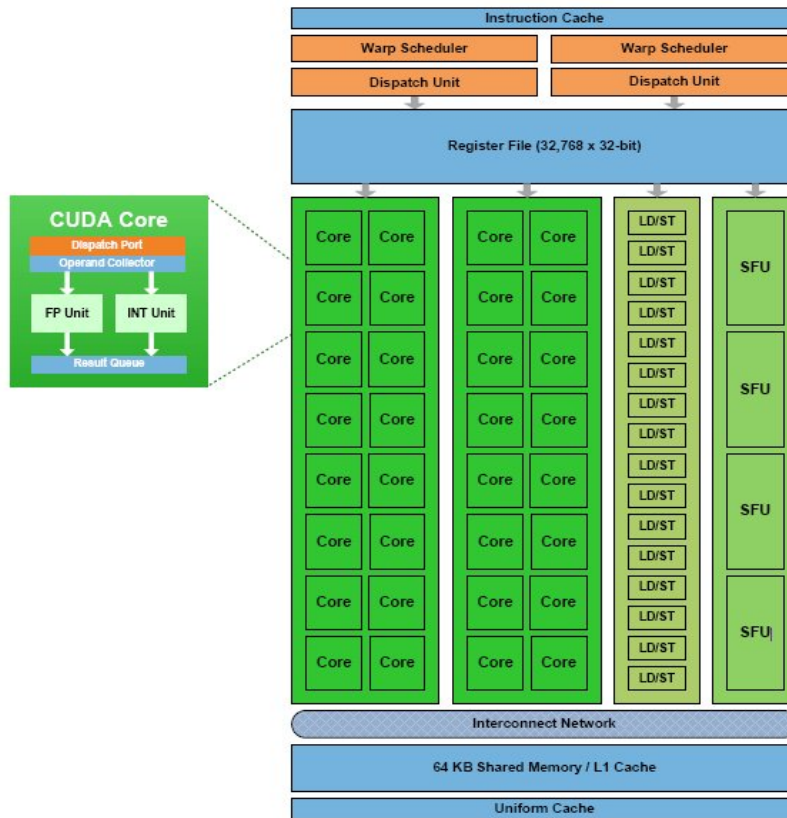 Instruction Cache
Warp Scheduler Warp Scheduler
Dispatch Unit Dispatch Unit
Register File (32,768 x 32-bit)
CUDA Core
Dispatch Port
Operand Collector
FP Unit INT Unit
Result Queue
Core Core Core Core LD/ST LD/ST SFU
Core Core Core Core LD/ST LD/ST
Core Core Core Core LD/ST LD/ST SFU
Core Core Core Core LD/ST LD/ST
Core Core Core Core LD/ST LD/ST SFU
Core Core Core Core LD/ST LD/ST
Core Core Core Core LD/ST LD/ST SFU
Core Core Core Core LD/ST LD/ST
Interconnect Network
64 KB Shared Memory / L1 Cache
Uniform Cache